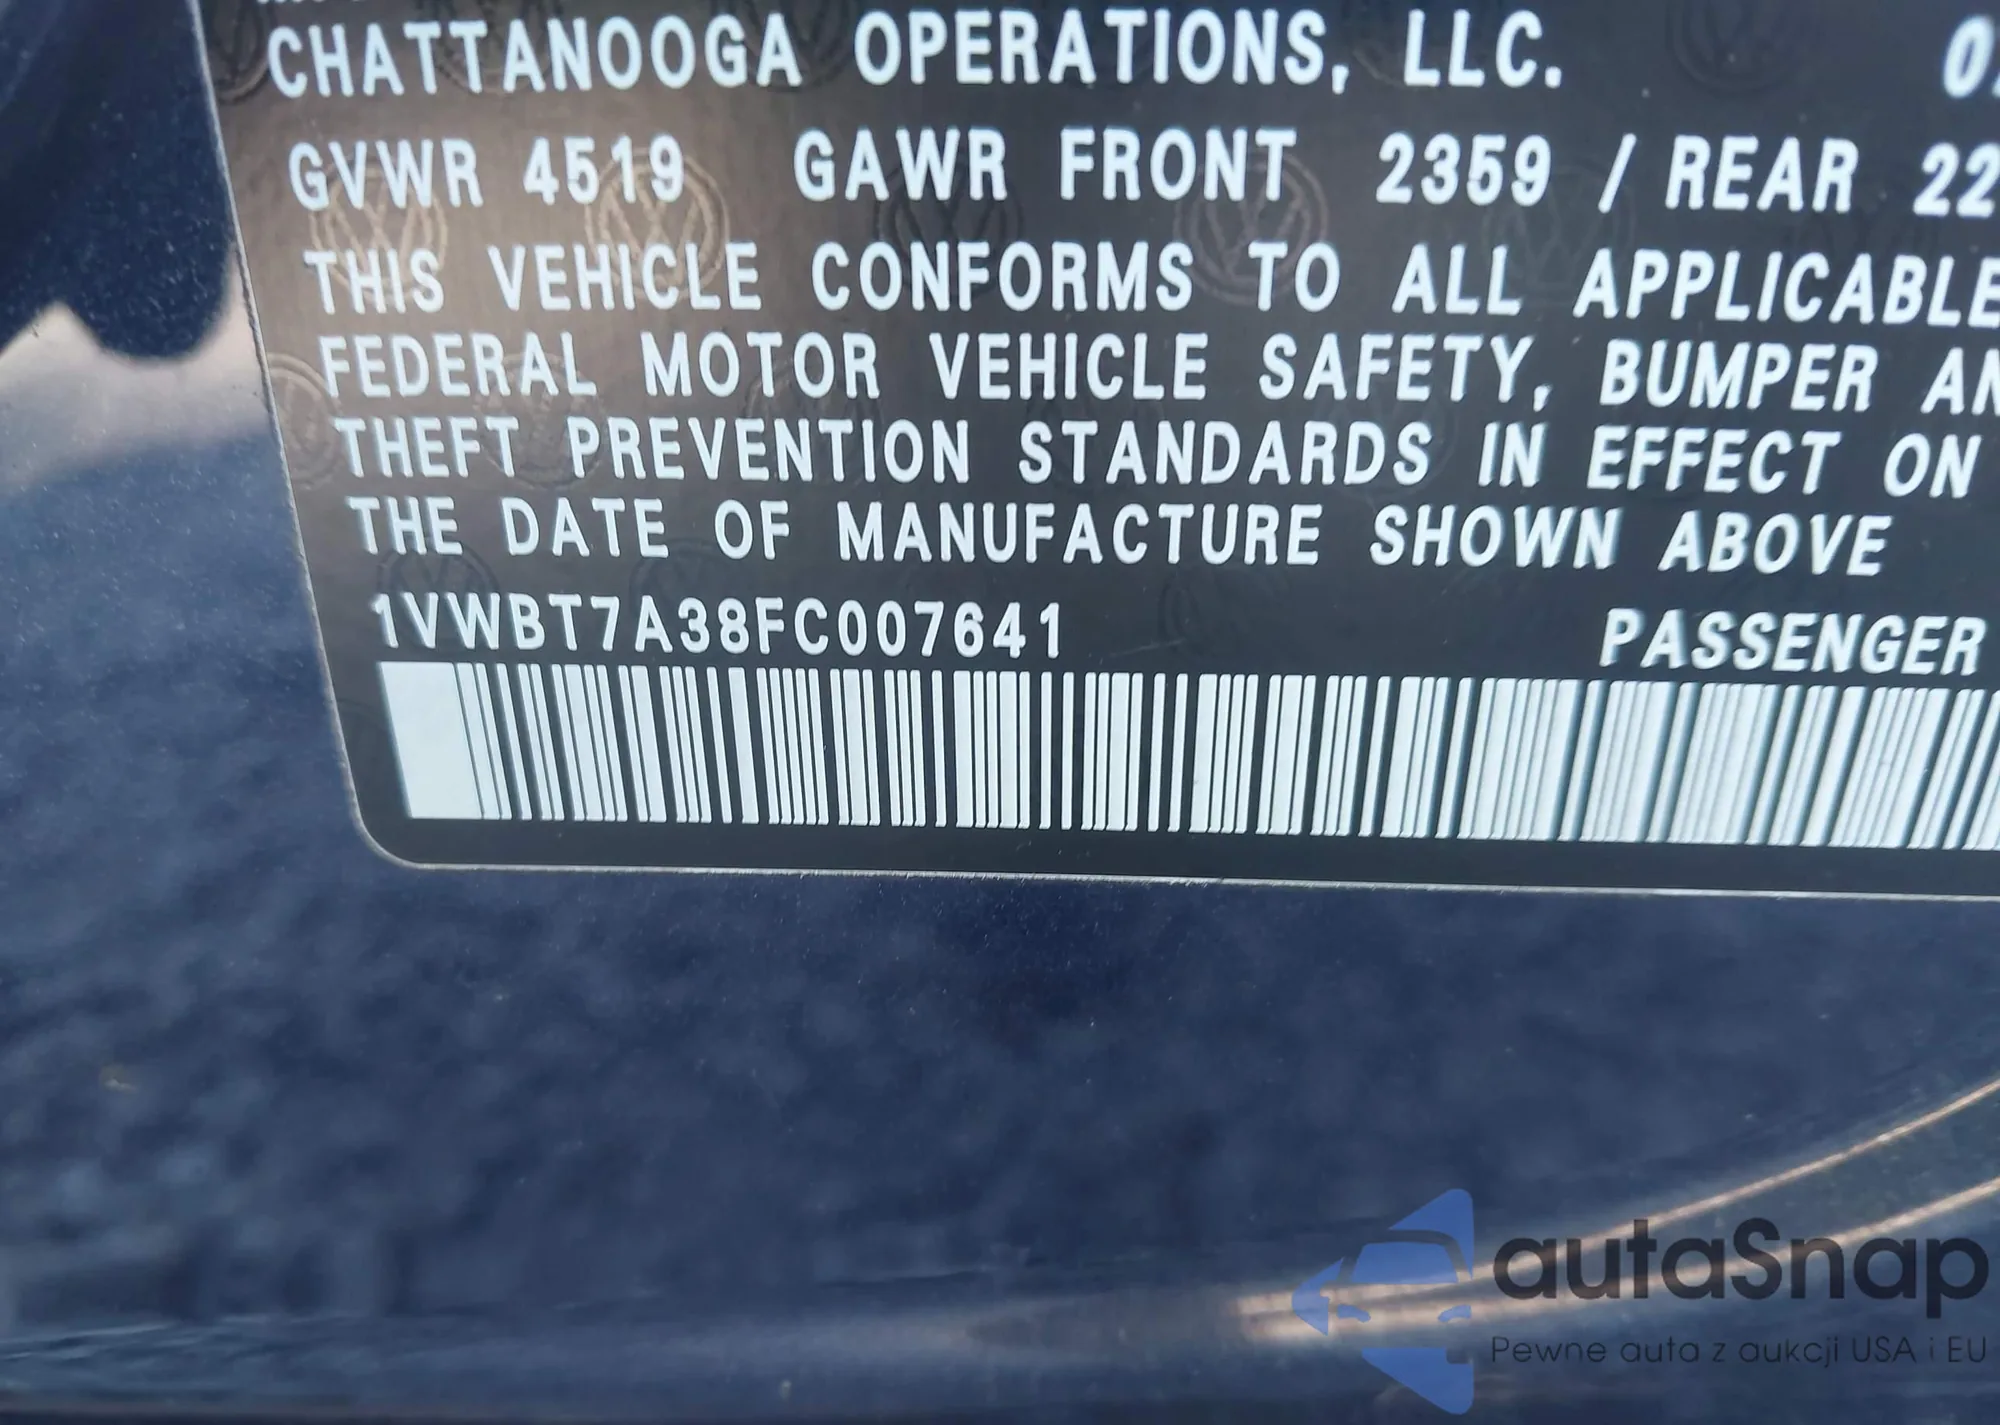 CHATTANOOGA OPERATIONS, LLC.
GVWR 4519 GAWR FRONT 2359 / REAR 22
THIS VEHICLE CONFORMS TO ALL APPLICABLE
FEDERAL MOTOR VEHICLE SAFETY, BUMPER AN
THEFT PREVENTION STANDARDS IN EFFECT ON
THE DATE OF MANUFACTURE SHOWN ABOVE
1VWBT7A38FC007641 PASSENGER
autaSnap
Pewne auta z aukcji USA i EU